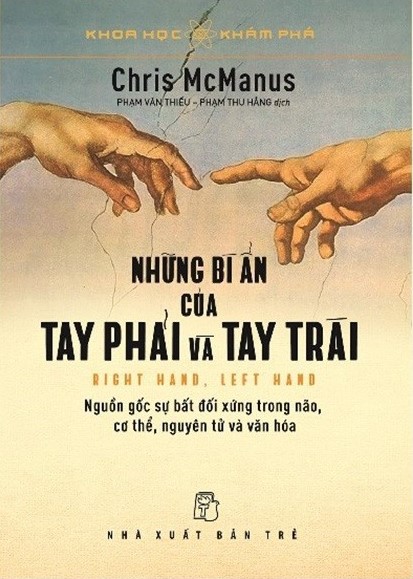 KHOA HỌC KHÁM PHÁ
Chris McManus
PHẠM VĂN THIỀU – PHẠM THU HẰNG dịch
NHỮNG BÍ ẨN
CỦA
TAY PHẢI VÀ TAY TRÁI
RIGHT HAND, LEFT HAND
Nguồn gốc sự bất đối xứng trong não,
cơ thể, nguyên tử và văn hóa
NHÀ XUẤT BẢN TRẺ